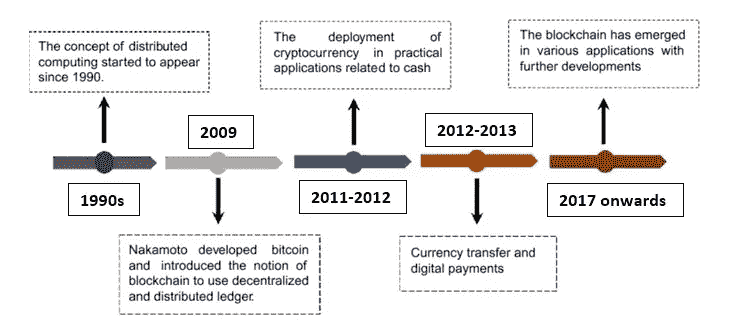 The concept of distributed
computing started to appear
since 1990.
The deployment of
cryptocurrency in practical
applications related to cash
The blockchain has emerged
in various applications with
further developments
2009
2012-2013
1990s
2011-2012
2017 onwards
Nakamoto developed bitcoin
and introduced the notion of
blockchain to use decentralized
and distributed ledger.
Currency transfer and
digital payments